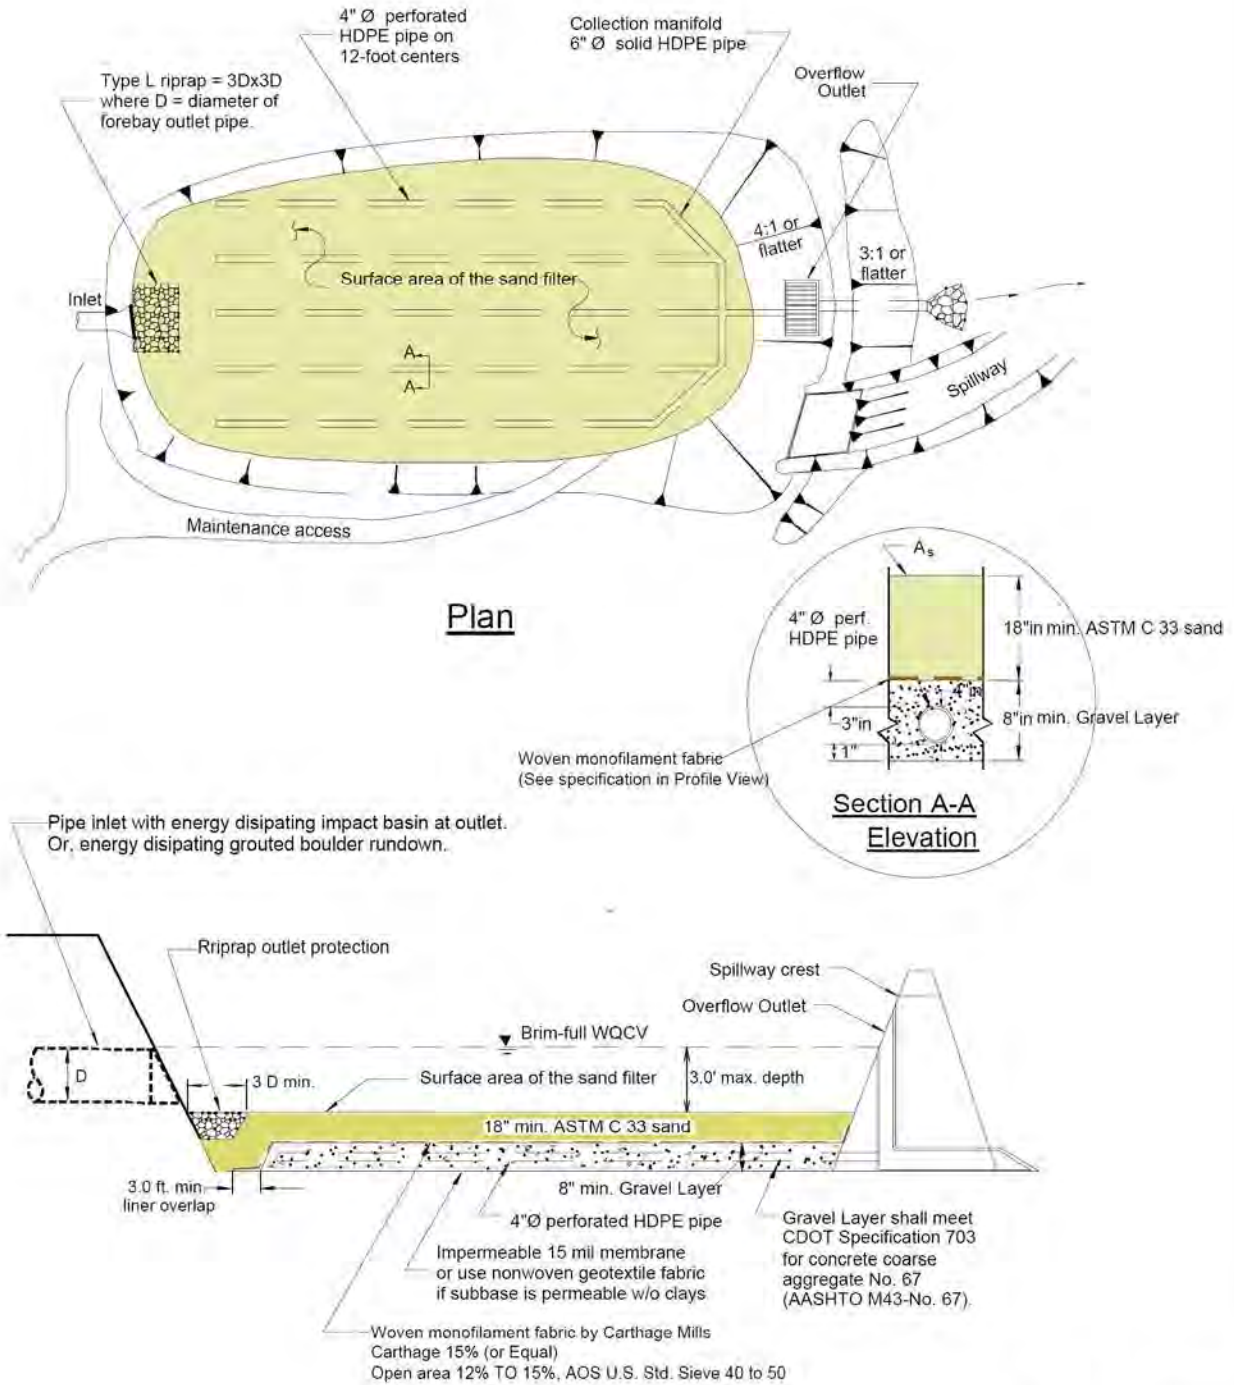 4" Ø perforated
HDPE pipe on
12-foot centers
Collection manifold
6" Ø solid HDPE pipe
Overflow
Outlet
Type L riprap = 3Dx3D
where D = diameter of
forebay outlet pipe.
4:1 or
flatter
3:1 or
flatter
Surface area of the sand filter
Inlet
A
A
Spillway
Maintenance access
Plan
As
4" Ø perf.
HDPE pipe
18"in min. ASTM C 33 sand
4"in
3"in
8"in min. Gravel Layer
1"
Woven monofilament fabric
(See specification in Profile View)
Section A-A
Elevation
Pipe inlet with energy disipating impact basin at outlet.
Or, energy disipating grouted boulder rundown.
Rriprap outlet protection
Spillway crest
Overflow Outlet
Brim-full WQCV
D
3 D min.
Surface area of the sand filter
3.0' max. depth
18" min. ASTM C 33 sand
3.0 ft. min
liner overlap
8" min. Gravel Layer
4"Ø perforated HDPE pipe
Gravel Layer shall meet
CDOT Specification 703
for concrete coarse
aggregate No. 67
(AASHTO M43-No. 67).
Impermeable 15 mil membrane
or use nonwoven geotextile fabric
if subbase is permeable w/o clays
Woven monofilament fabric by Carthage Mills
Carthage 15% (or Equal)
Open area 12% TO 15%, AOS U.S. Std. Sieve 40 to 50